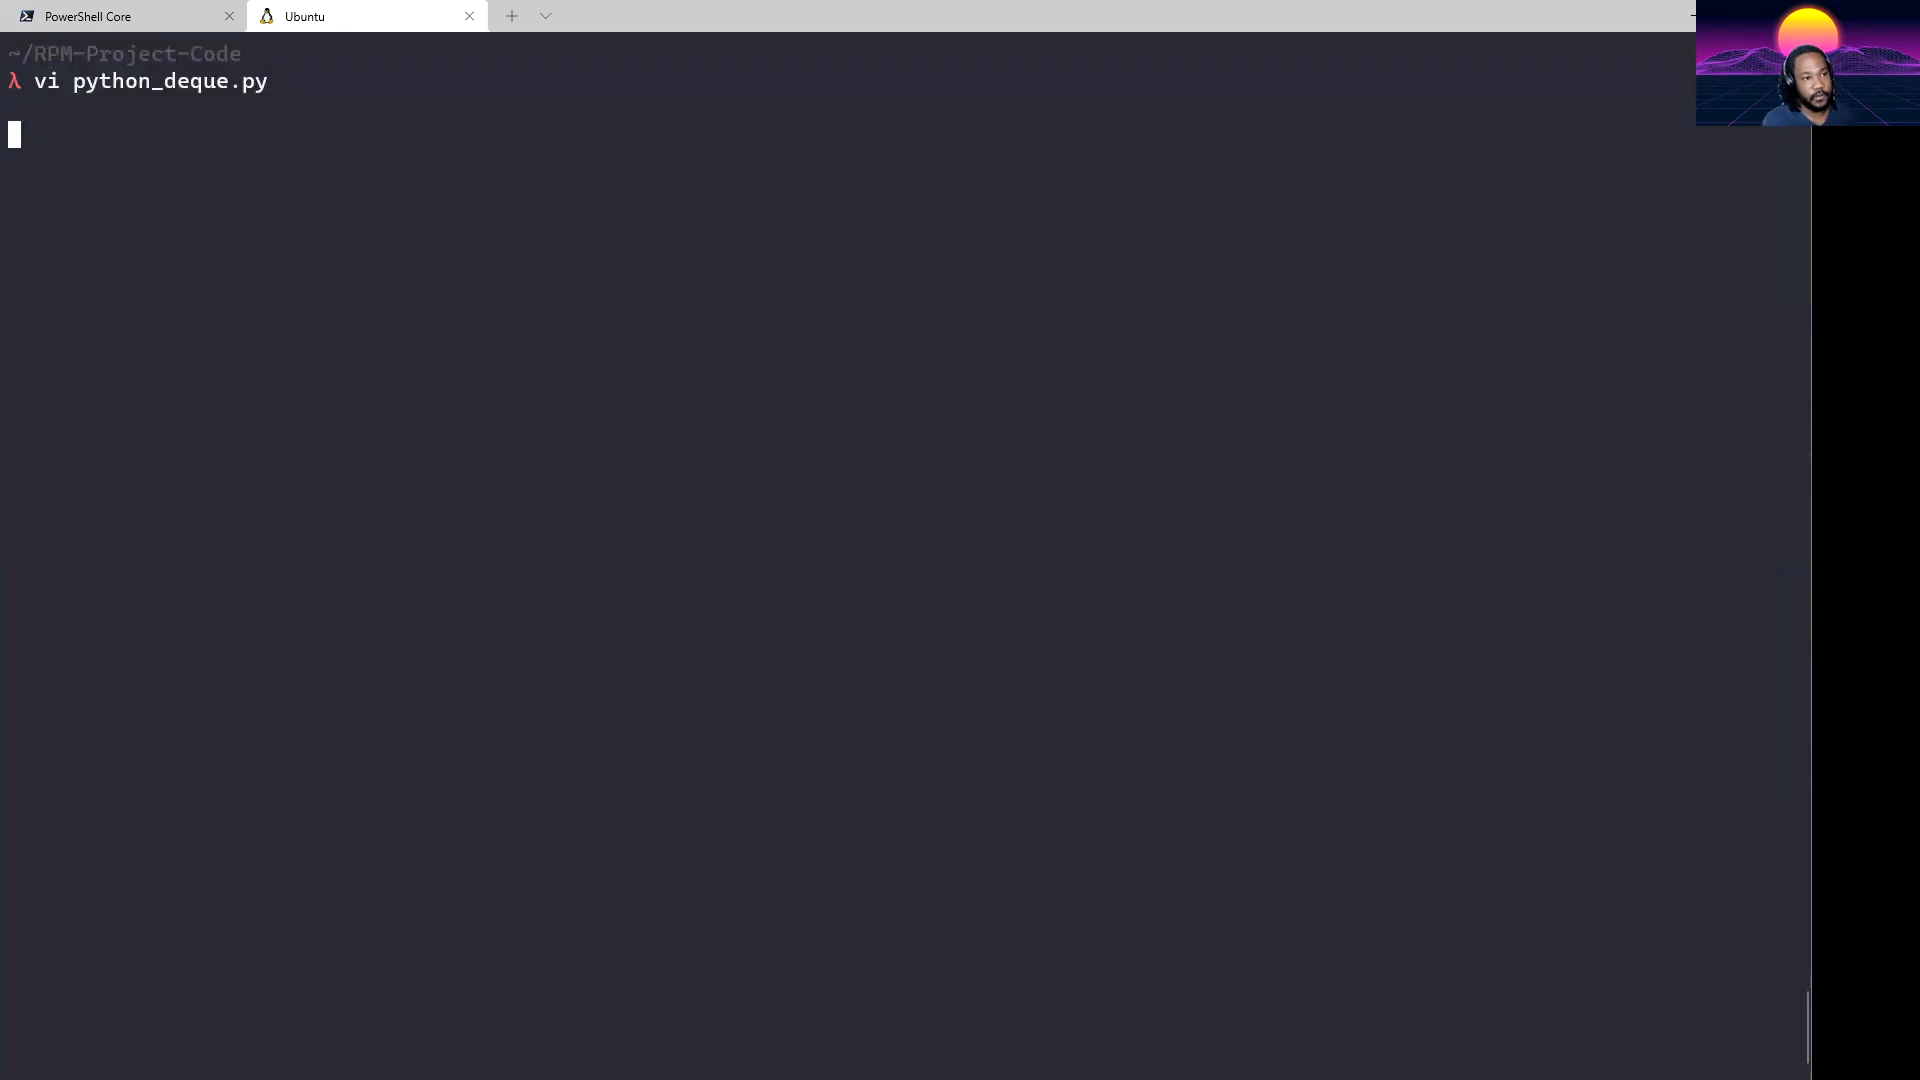 PowerShell Core
Ubuntu
~/RPM-Project-Code
λ vi python_deque.py